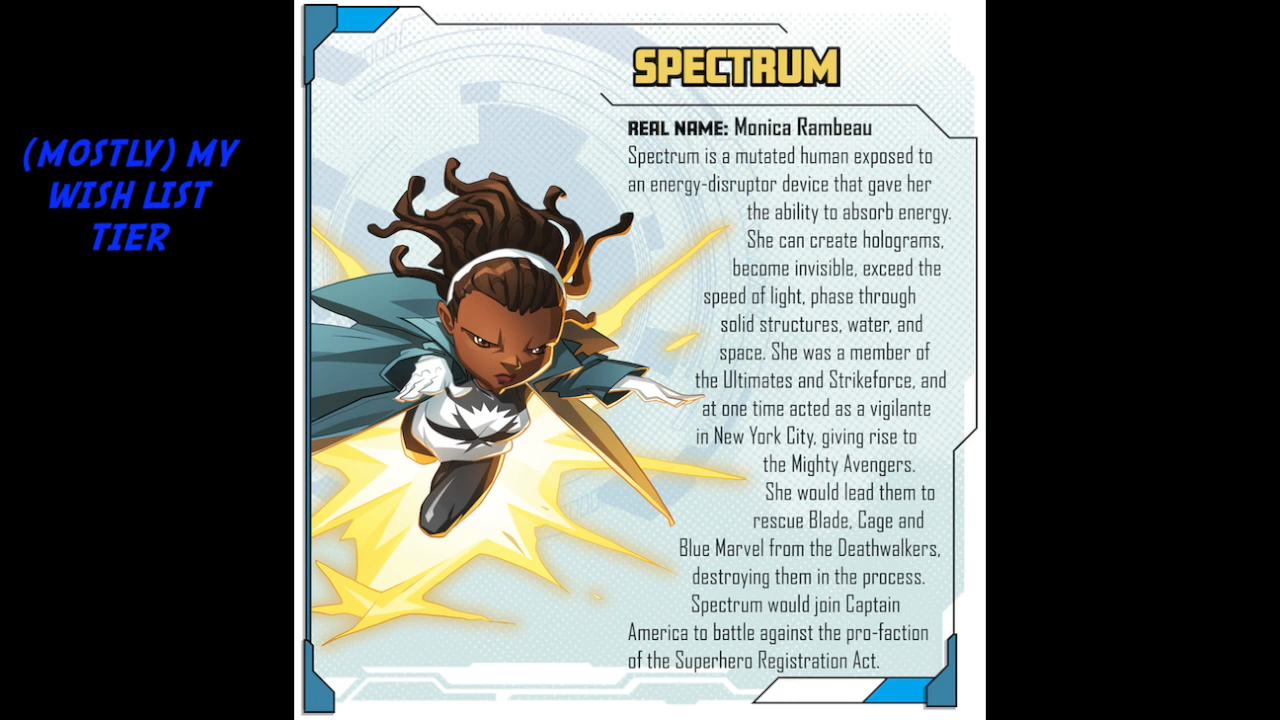 (MOSTLY) MY
WISH LIST
TIER
SPECTRUM
REAL NAME: Monica Rambeau
Spectrum is a mutated human exposed to
an energy-disruptor device that gave her
the ability to absorb energy.
She can create holograms,
become invisible, exceed the
speed of light, phase through
solid structures, water, and
space. She was a member of
the Ultimates and Strikeforce, and
at one time acted as a vigilante
in New York City, giving rise to
the Mighty Avengers.
She would lead them to
rescue Blade, Cage and
Blue Marvel from the Deathwalkers,
destroying them in the process.
Spectrum would join Captain
America to battle against the pro-faction
of the Superhero Registration Act.